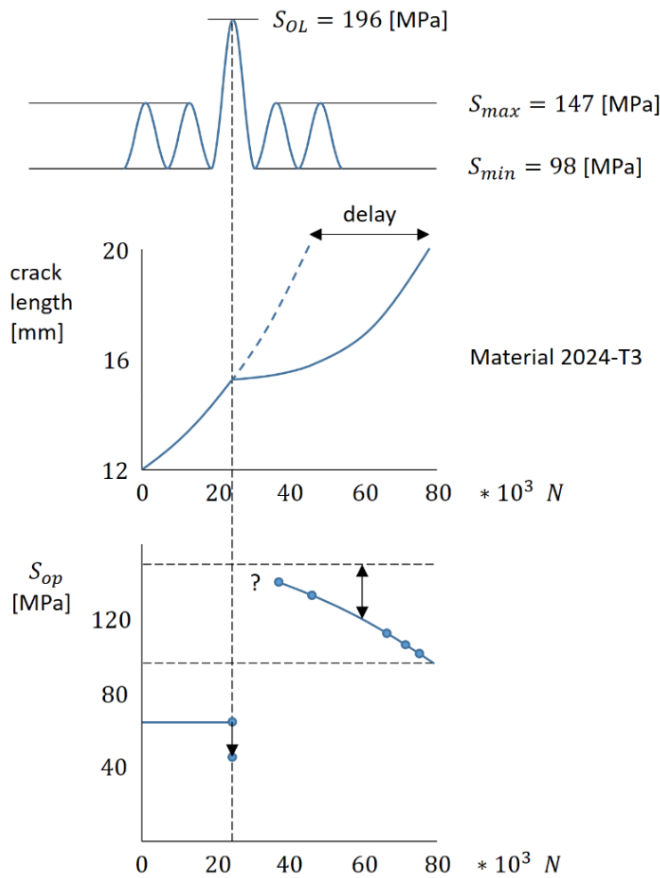 S_OL = 196 [MPa]
S_max = 147 [MPa]
S_min = 98 [MPa]
delay
20
crack
length
[mm]
16
Material 2024-T3
12
0 20 40 60 80 * 10^3 N
S_op
[MPa]
?
120
80
40
0 20 40 60 80 * 10^3 N